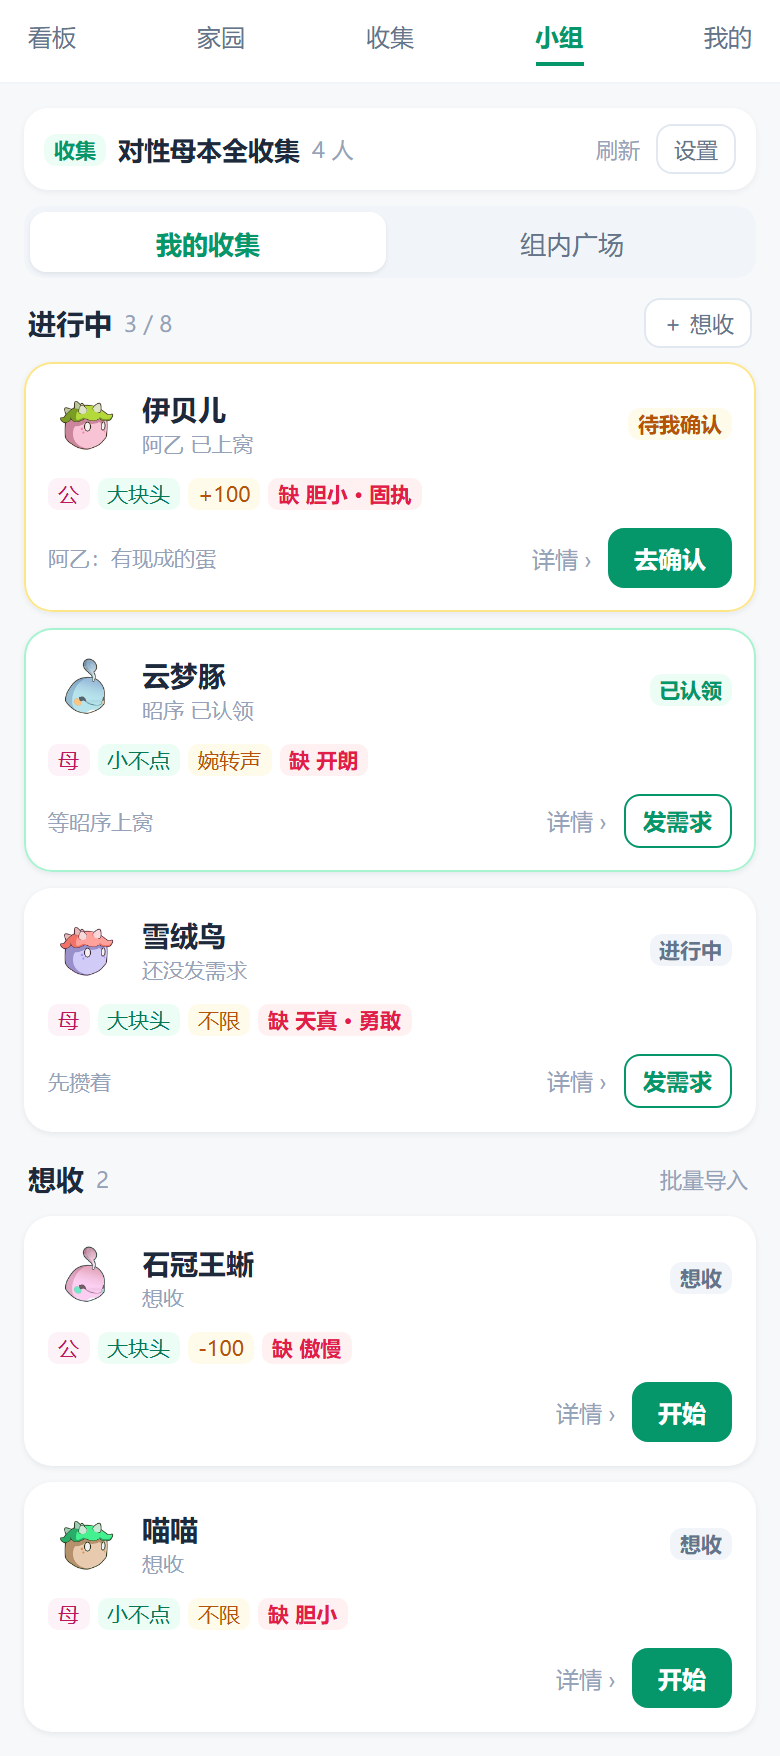 看板 家园 收集 小组 我的
收集 对性母本全收集 4 人 刷新 设置
我的收集 组内广场
进行中 3 / 8 + 想收
伊贝儿
阿乙 已上窝
待我确认
公 大块头 +100 缺 胆小·固执
阿乙：有现成的蛋 详情 › 去确认
云梦豚
昭序 已认领
已认领
母 小不点 婉转声 缺 开朗
等昭序上窝 详情 › 发需求
雪绒鸟
还没发需求
进行中
母 大块头 不限 缺 天真·勇敢
先攒着 详情 › 发需求
想收 2 批量导入
石冠王蜥
想收
想收
公 大块头 -100 缺 傲慢
详情 › 开始
喵喵
想收
想收
母 小不点 不限 缺 胆小
详情 › 开始